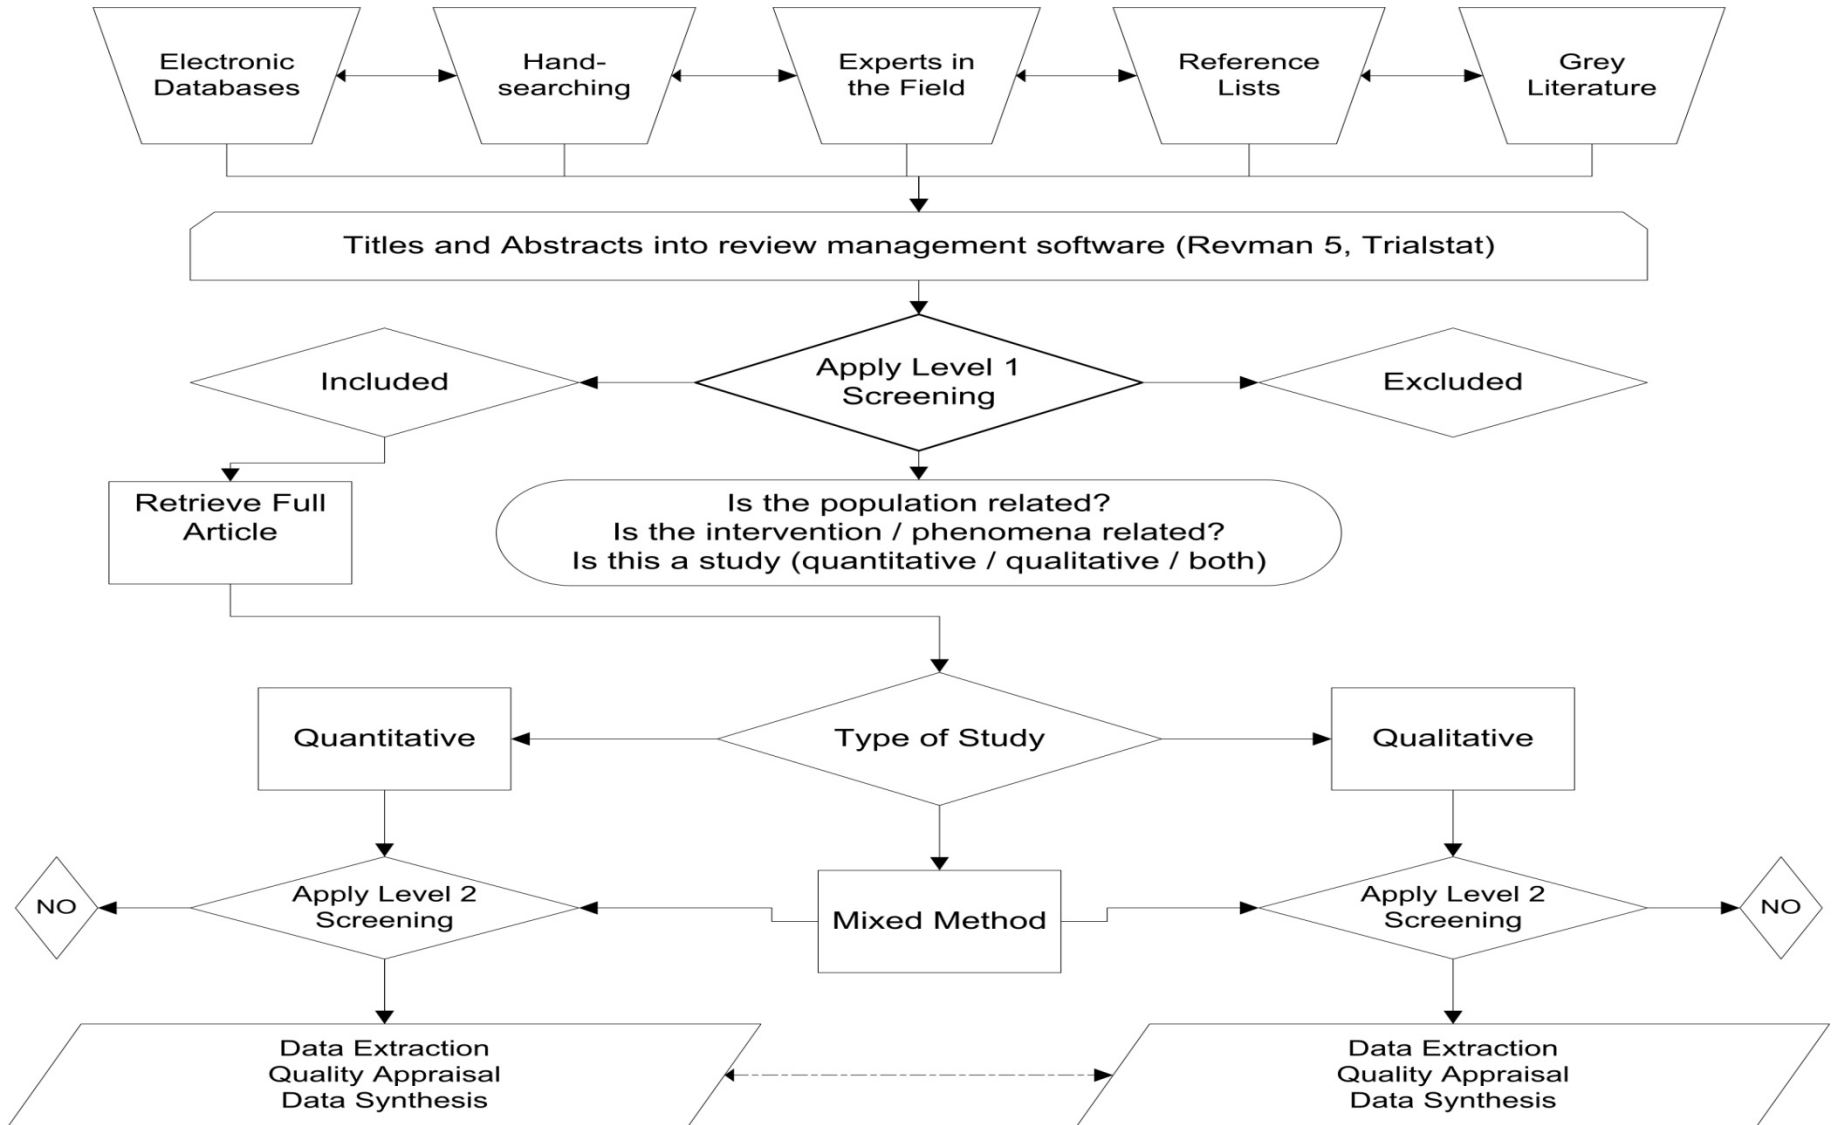 Electronic
Databases
Hand-
searching
Experts in
the Field
Reference
Lists
Grey
Literature
Titles and Abstracts into review management software (Revman 5, Trialstat)
Included
Apply Level 1
Screening
Excluded
Retrieve Full
Article
Is the population related?
Is the intervention / phenomena related?
Is this a study (quantitative / qualitative / both)
Quantitative
Type of Study
Qualitative
NO
Apply Level 2
Screening
Mixed Method
Apply Level 2
Screening
NO
Data Extraction
Quality Appraisal
Data Synthesis
Data Extraction
Quality Appraisal
Data Synthesis